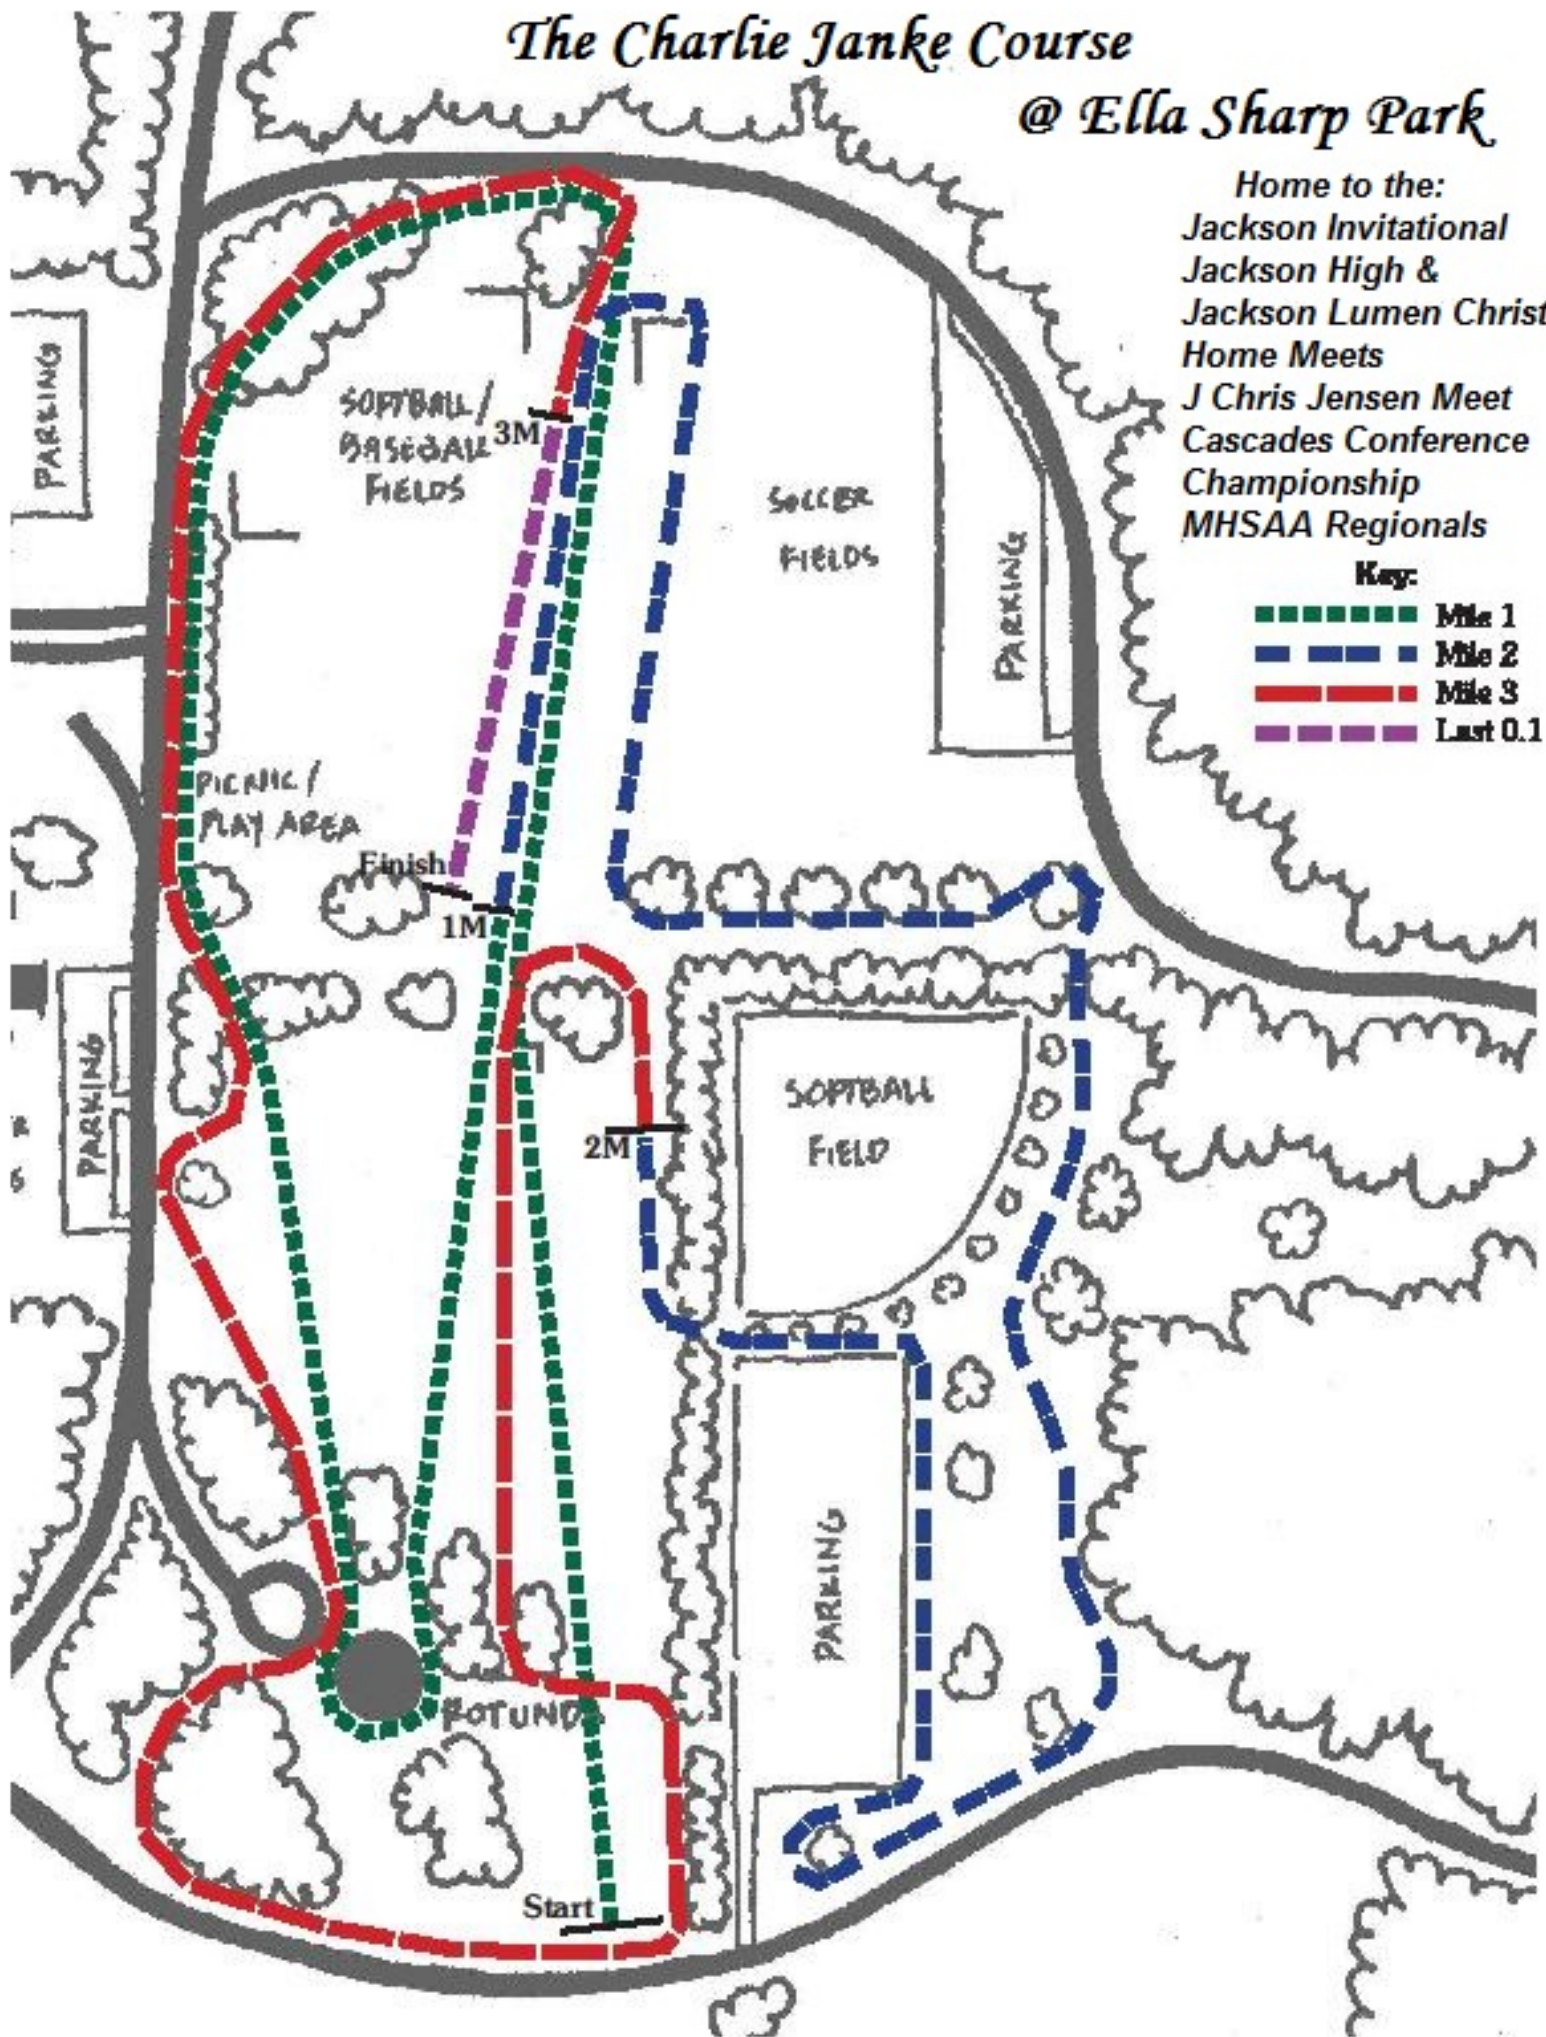 The Charlie Janke Course
@ Ella Sharp Park
Home to the:
Jackson Invitational
Jackson High &
Jackson Lumen Christ
Home Meets
J Chris Jensen Meet
Cascades Conference
Championship
MHSAA Regionals
Key:
Mile 1
Mile 2
Mile 3
Last 0.1
PARKING
SOFTBALL/
BASEBALL
FIELDS
3M
SOCCER
FIELDS
PARKING
PICNIC/
PLAY AREA
Finish
1M
PARKING
2M
SOFTBALL
FIELD
PARKING
ROTUND
Start